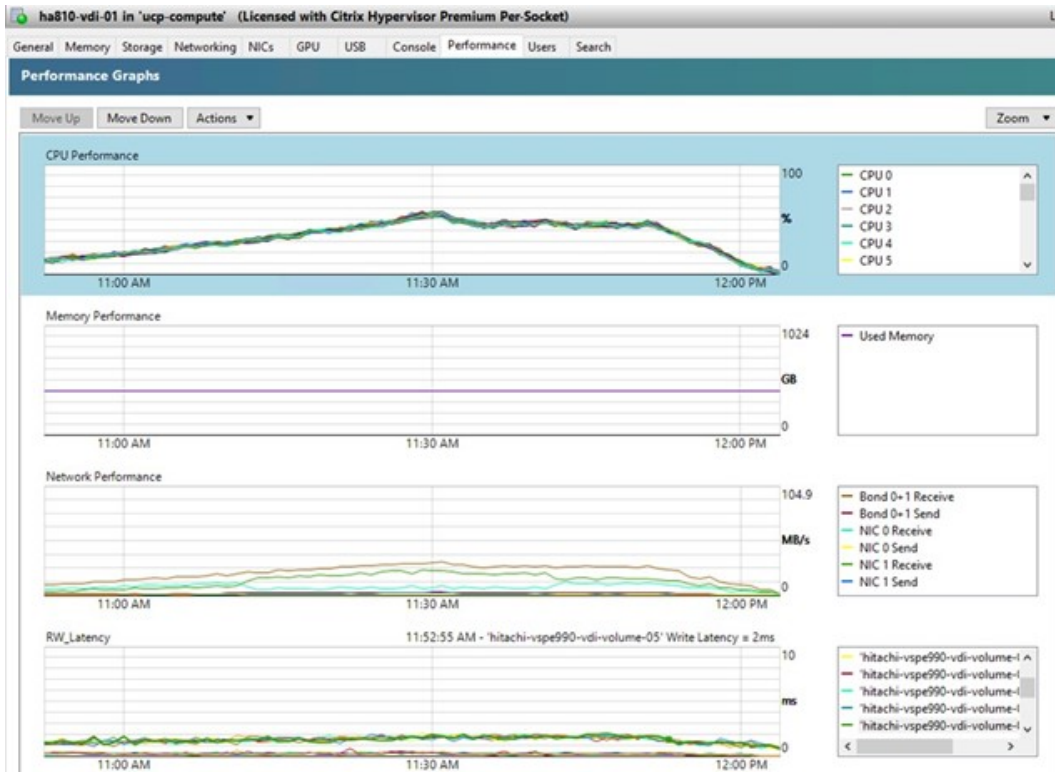 ha810-vdi-01 in 'ucp-compute' (Licensed with Citrix Hypervisor Premium Per-Socket)
General Memory Storage Networking NICs GPU USB Console Performance Users Search
Performance Graphs
Move Up Move Down Actions Zoom
CPU Performance
100
%
0
11:00 AM 11:30 AM 12:00 PM
CPU 0
CPU 1
CPU 2
CPU 3
CPU 4
CPU 5
Memory Performance
1024
GB
0
11:00 AM 11:30 AM 12:00 PM
Used Memory
Network Performance
104.9
MB/s
0
11:00 AM 11:30 AM 12:00 PM
Bond 0+1 Receive
Bond 0+1 Send
NIC 0 Receive
NIC 0 Send
NIC 1 Receive
NIC 1 Send
RW_Latency 11:52:55 AM - 'hitachi-vspe990-vdi-volume-05' Write Latency = 2ms
10
ms
0
11:00 AM 11:30 AM 12:00 PM
'hitachi-vspe990-vdi-volume-
'hitachi-vspe990-vdi-volume-
'hitachi-vspe990-vdi-volume-
'hitachi-vspe990-vdi-volume-
'hitachi-vspe990-vdi-volume-